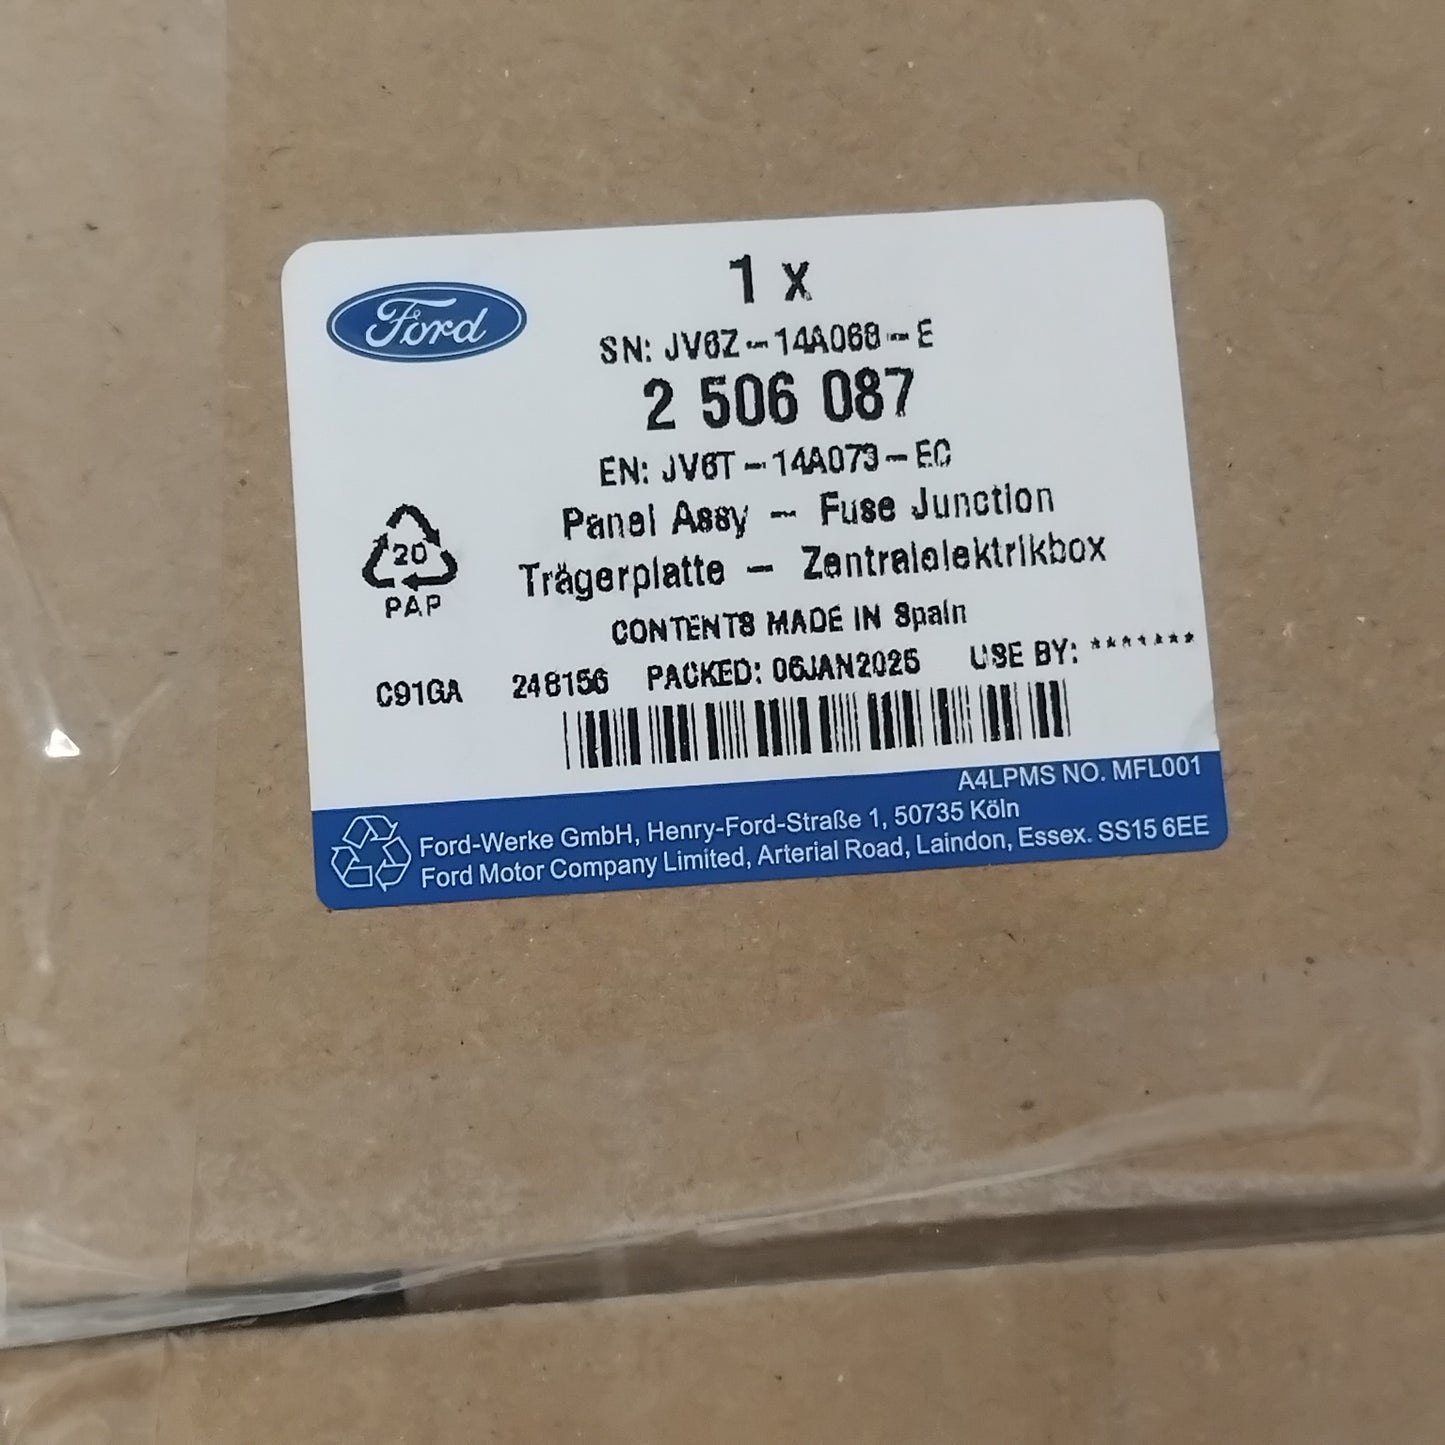 Ford
1 x
SN: JV6Z-14A068-E
2 506 087
EN: JV6T-14A073-EC
Panel Assy - Fuse Junction
Trägerplatte - Zentralelektrikbox
CONTENTS MADE IN Spain
C91GA 248156 PACKED: 06JAN2025 USE BY: *******
20
PAP
A4LPMS NO. MFL001
Ford-Werke GmbH, Henry-Ford-Straße 1, 50735 Köln
Ford Motor Company Limited, Arterial Road, Laindon, Essex. SS15 6EE